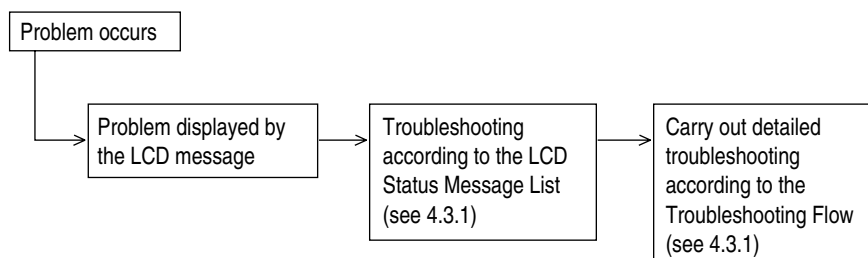 Problem occurs
Problem displayed by
the LCD message
Troubleshooting
according to the LCD
Status Message List
(see 4.3.1)
Carry out detailed
troubleshooting
according to the
Troubleshooting Flow
(see 4.3.1)